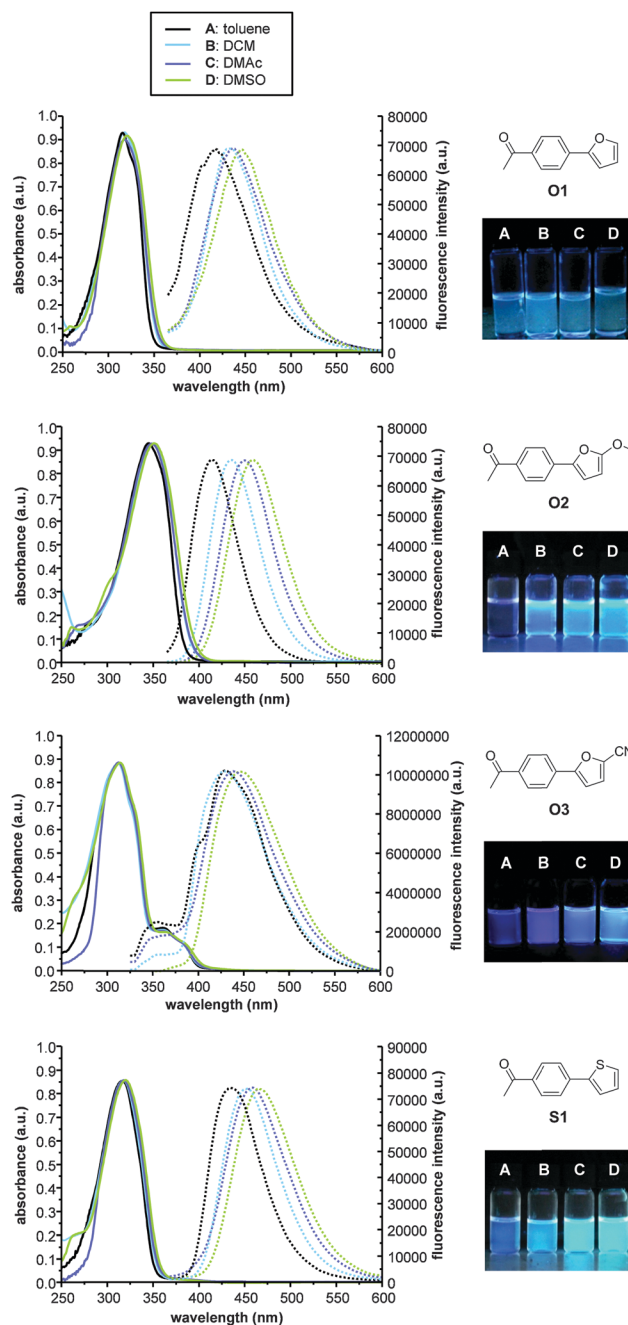 A: toluene
B: DCM
C: DMAc
D: DMSO
1.0
0.9
0.8
0.7
0.6
0.5
0.4
0.3
0.2
0.1
0.0
absorbance (a.u.)
80000
70000
60000
50000
40000
30000
20000
10000
0
fluorescence intensity (a.u.)
250 300 350 400 450 500 550 600
wavelength (nm)
O
O
O1
A B C D
1.0
0.9
0.8
0.7
0.6
0.5
0.4
0.3
0.2
0.1
0.0
absorbance (a.u.)
80000
70000
60000
50000
40000
30000
20000
10000
0
fluorescence intensity (a.u.)
250 300 350 400 450 500 550 600
wavelength (nm)
O
O
O
O2
A B C D
1.0
0.9
0.8
0.7
0.6
0.5
0.4
0.3
0.2
0.1
0.0
absorbance (a.u.)
12000000
10000000
8000000
6000000
4000000
2000000
0
fluorescence intensity (a.u.)
250 300 350 400 450 500 550 600
wavelength (nm)
O
O
CN
O3
A B C D
1.0
0.9
0.8
0.7
0.6
0.5
0.4
0.3
0.2
0.1
0.0
absorbance (a.u.)
90000
80000
70000
60000
50000
40000
30000
20000
10000
0
fluorescence intensity (a.u.)
250 300 350 400 450 500 550 600
wavelength (nm)
O
S
S1
A B C D